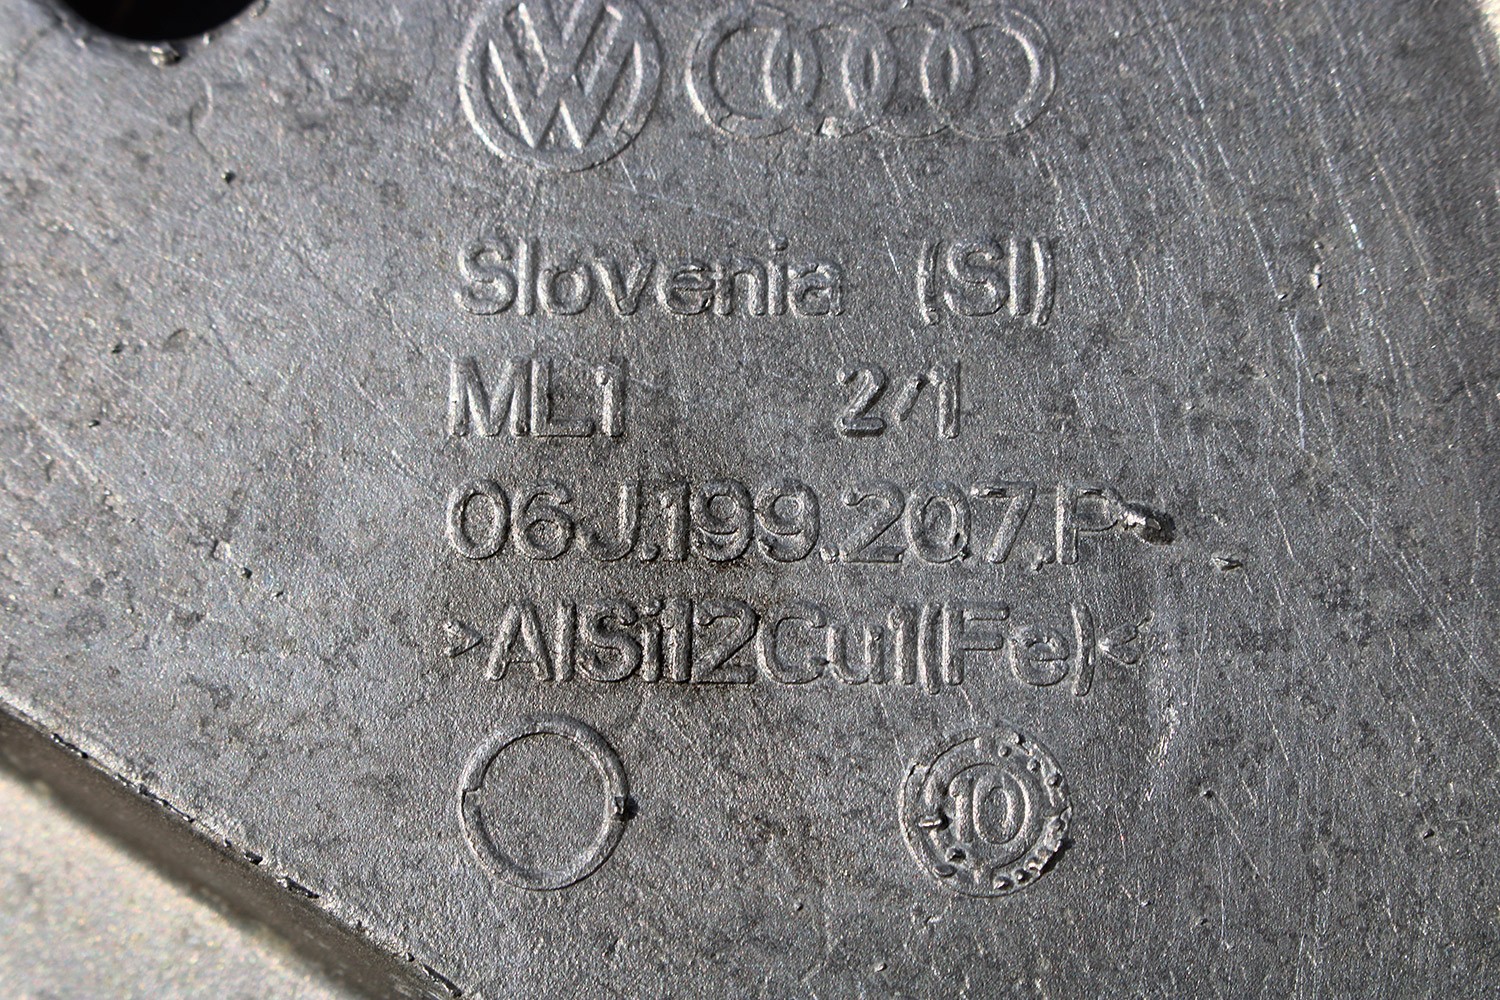 Slovenia (SI)
ML1 2/1
06J.199.207.P
>AlSi12Cu1(Fe)<
10